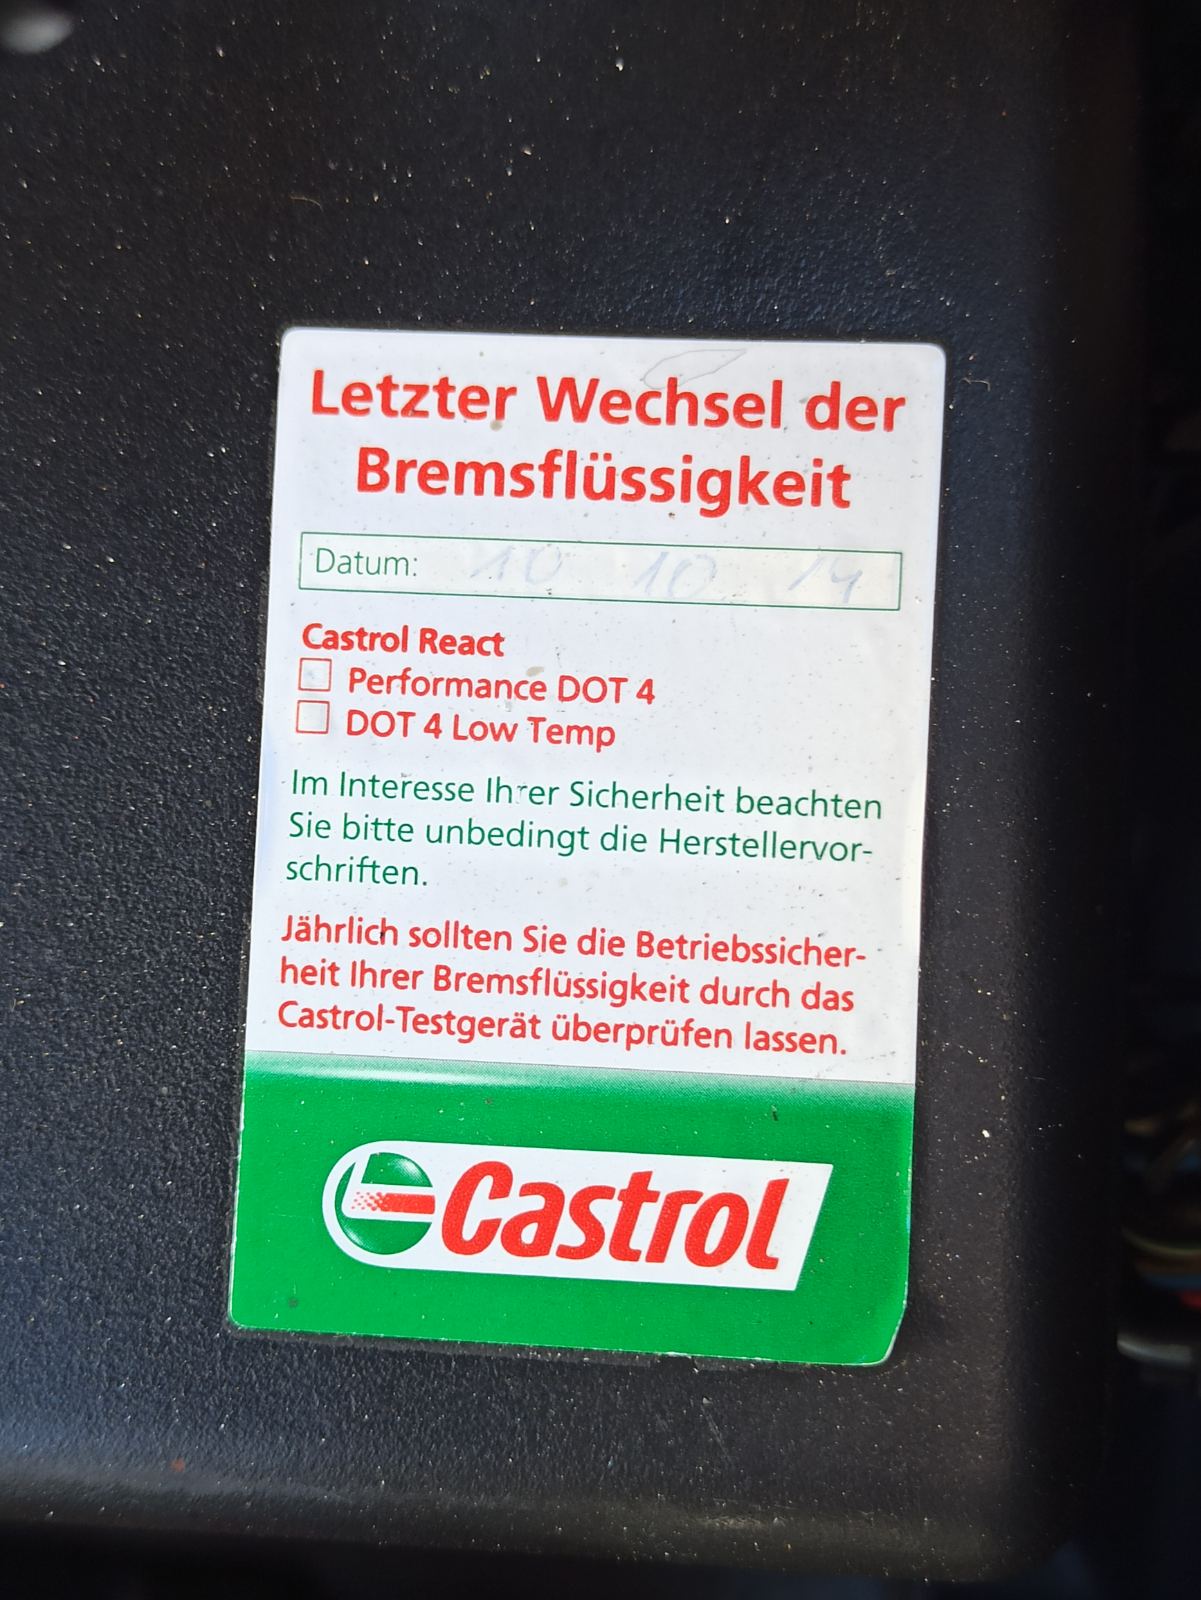 Letzter Wechsel der
Bremsflüssigkeit
Datum: 10 10 14
Castrol React
Performance DOT 4
DOT 4 Low Temp
Im Interesse Ihrer Sicherheit beachten
Sie bitte unbedingt die Herstellervor-
schriften.
Jährlich sollten Sie die Betriebssicher-
heit Ihrer Bremsflüssigkeit durch das
Castrol-Testgerät überprüfen lassen.
Castrol